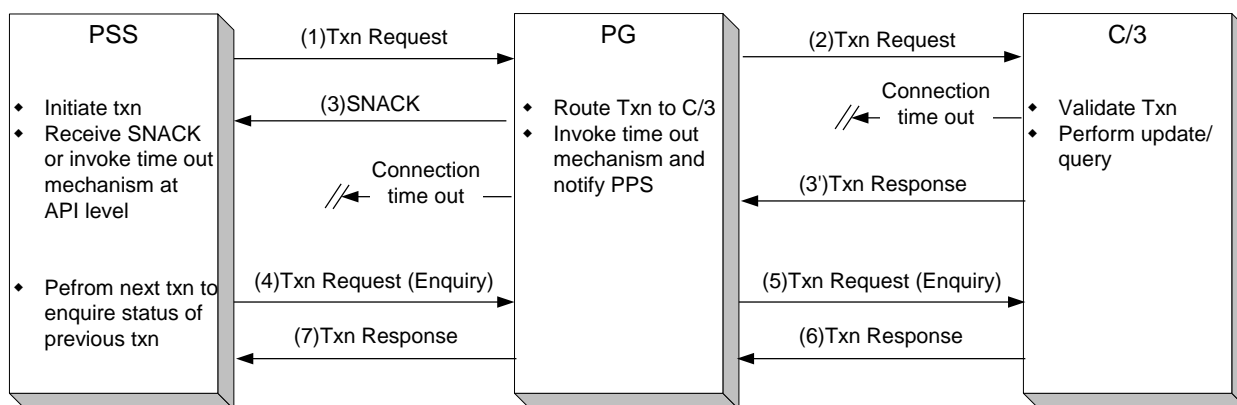 PSS
◆ Initiate txn
◆ Receive SNACK
or invoke time out
mechanism at
API level
◆ Pefrom next txn to
enquire status of
previous txn
(1)Txn Request
(3)SNACK
Connection
time out
(4)Txn Request (Enquiry)
(7)Txn Response
PG
◆ Route Txn to C/3
◆ Invoke time out
mechanism and
notify PPS
(2)Txn Request
Connection
time out
(3')Txn Response
(5)Txn Request (Enquiry)
(6)Txn Response
C/3
◆ Validate Txn
◆ Perform update/
query